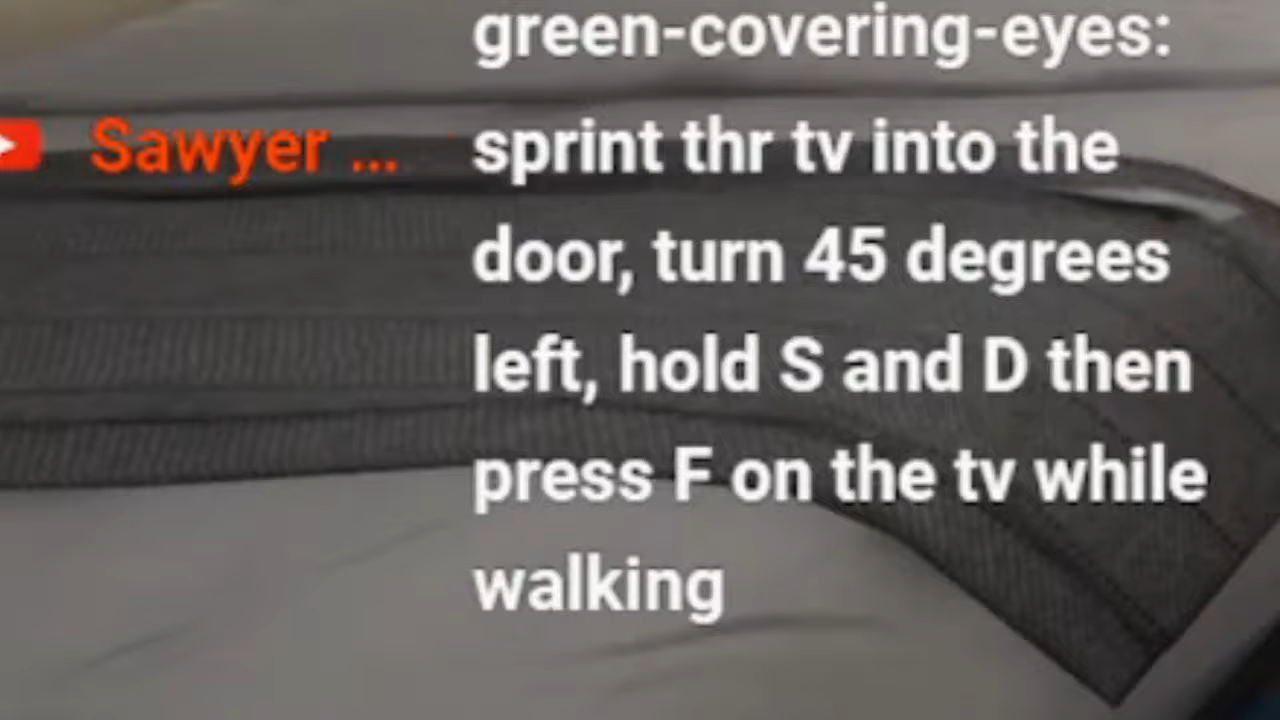 green-covering-eyes:
Sawyer ... sprint thr tv into the
door, turn 45 degrees
left, hold S and D then
press F on the tv while
walking